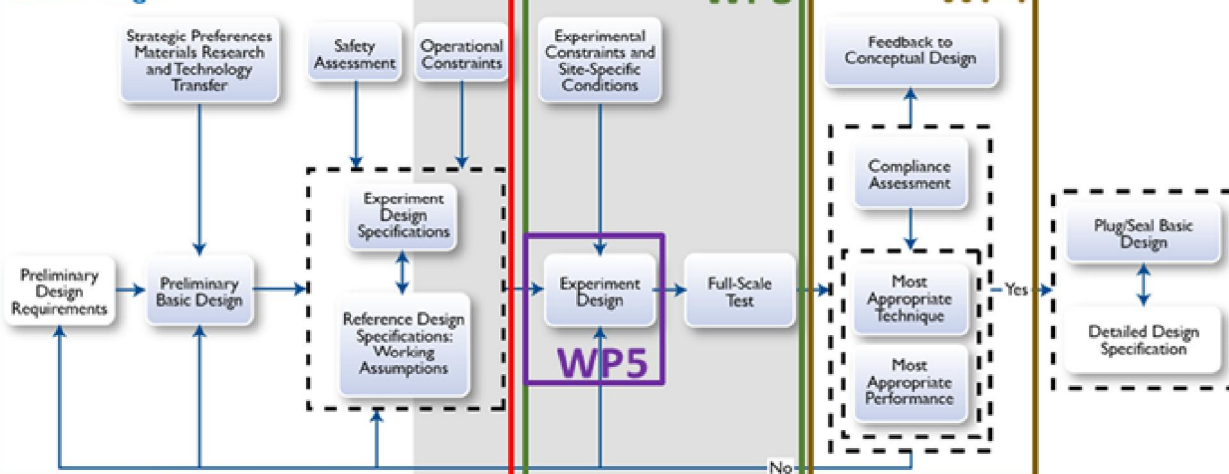 Strategic Preferences
Materials Research
and Technology
Transfer
Safety
Assessment
Operational
Constraints
Experimental
Constraints and
Site-Specific
Conditions
Feedback to
Conceptual Design
Compliance
Assessment
Experiment
Design
Specifications
Plug/Seal Basic
Design
Preliminary
Design
Requirements
Preliminary
Basic Design
Experiment
Design
Full-Scale
Test
Most
Appropriate
Technique
Yes
Reference Design
Specifications:
Working
Assumptions
Detailed Design
Specification
WP5
Most
Appropriate
Performance
No